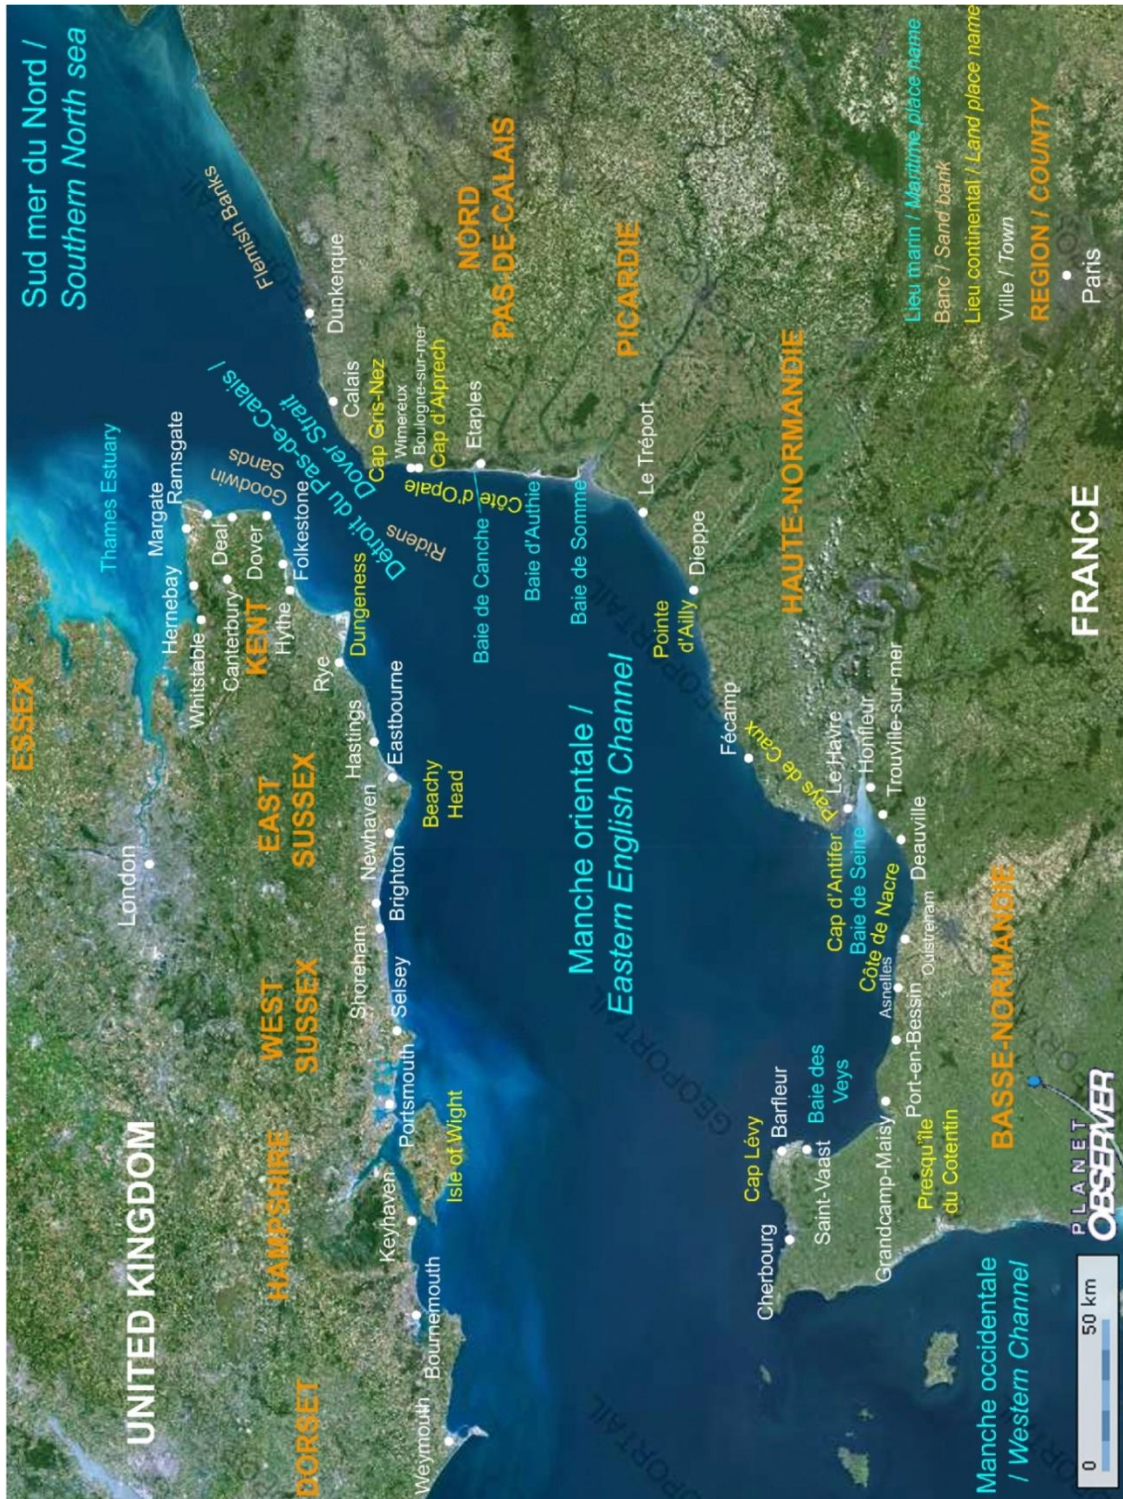 Sud mer du Nord /
Southern North sea
ESSEX
Thames Estuary
UNITED KINGDOM
London
Margate
Ramsgate
Hernebay
Whitstable
Canterbury
Deal
Dover
KENT
Hythe
Folkestone
Goodwin
Sands
Flemish Banks
Détroit du Pas-de-Calais /
Dover Strait
Dunkerque
Calais
Cap Gris-Nez
Wimereux
Boulogne-sur-mer
Cap d'Alprech
Etaples
NORD
PAS-DE-CALAIS
Côte d'Opale
Ridens
Dungeness
Rye
Hastings
Eastbourne
Beachy
Head
EAST
SUSSEX
Newhaven
Brighton
Shoreham
WEST
SUSSEX
Selsey
Portsmouth
HAMPSHIRE
Isle of Wight
Keyhaven
Bournemouth
DORSET
Weymouth
Baie de Canche
Baie d'Authie
Baie de Somme
PICARDIE
Le Tréport
Dieppe
Pointe
d'Ailly
Manche orientale /
Eastern English Channel
Fécamp
HAUTE-NORMANDIE
Pays de Caux
Le Havre
Honfleur
Trouville-sur-mer
Cap d'Antifer
Baie de Seine
Côte de Nacre
Deauville
Ouistreham
Asnelles
Port-en-Bessin
Grandcamp-Maisy
Baie des
Veys
Barfleur
Cap Lévy
Saint-Vaast
Cherbourg
Presqu'île
du Cotentin
BASSE-NORMANDIE
FRANCE
Lieu marin / Maritime place name
Banc / Sand bank
Lieu continental / Land place name
Ville / Town
REGION / COUNTY
Paris
Manche occidentale
/ Western Channel
0 50 km
PLANET
OBSERVER
GEOPORTAIL
GEOPORTAIL
GEOPORTAIL